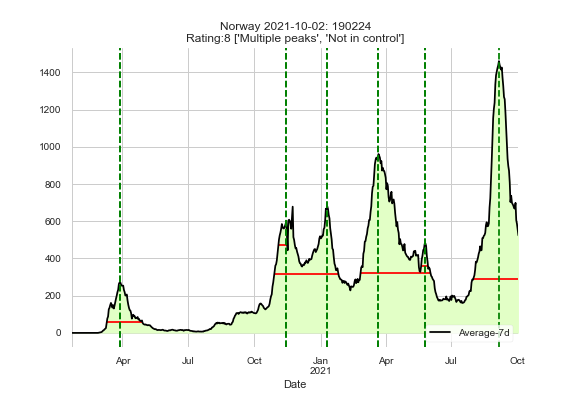 Norway 2021-10-02: 190224
Rating:8 ['Multiple peaks', 'Not in control']
1400
1200
1000
800
600
400
200
0
Apr Jul Oct Jan Apr Jul Oct
2021
Date
Average-7d